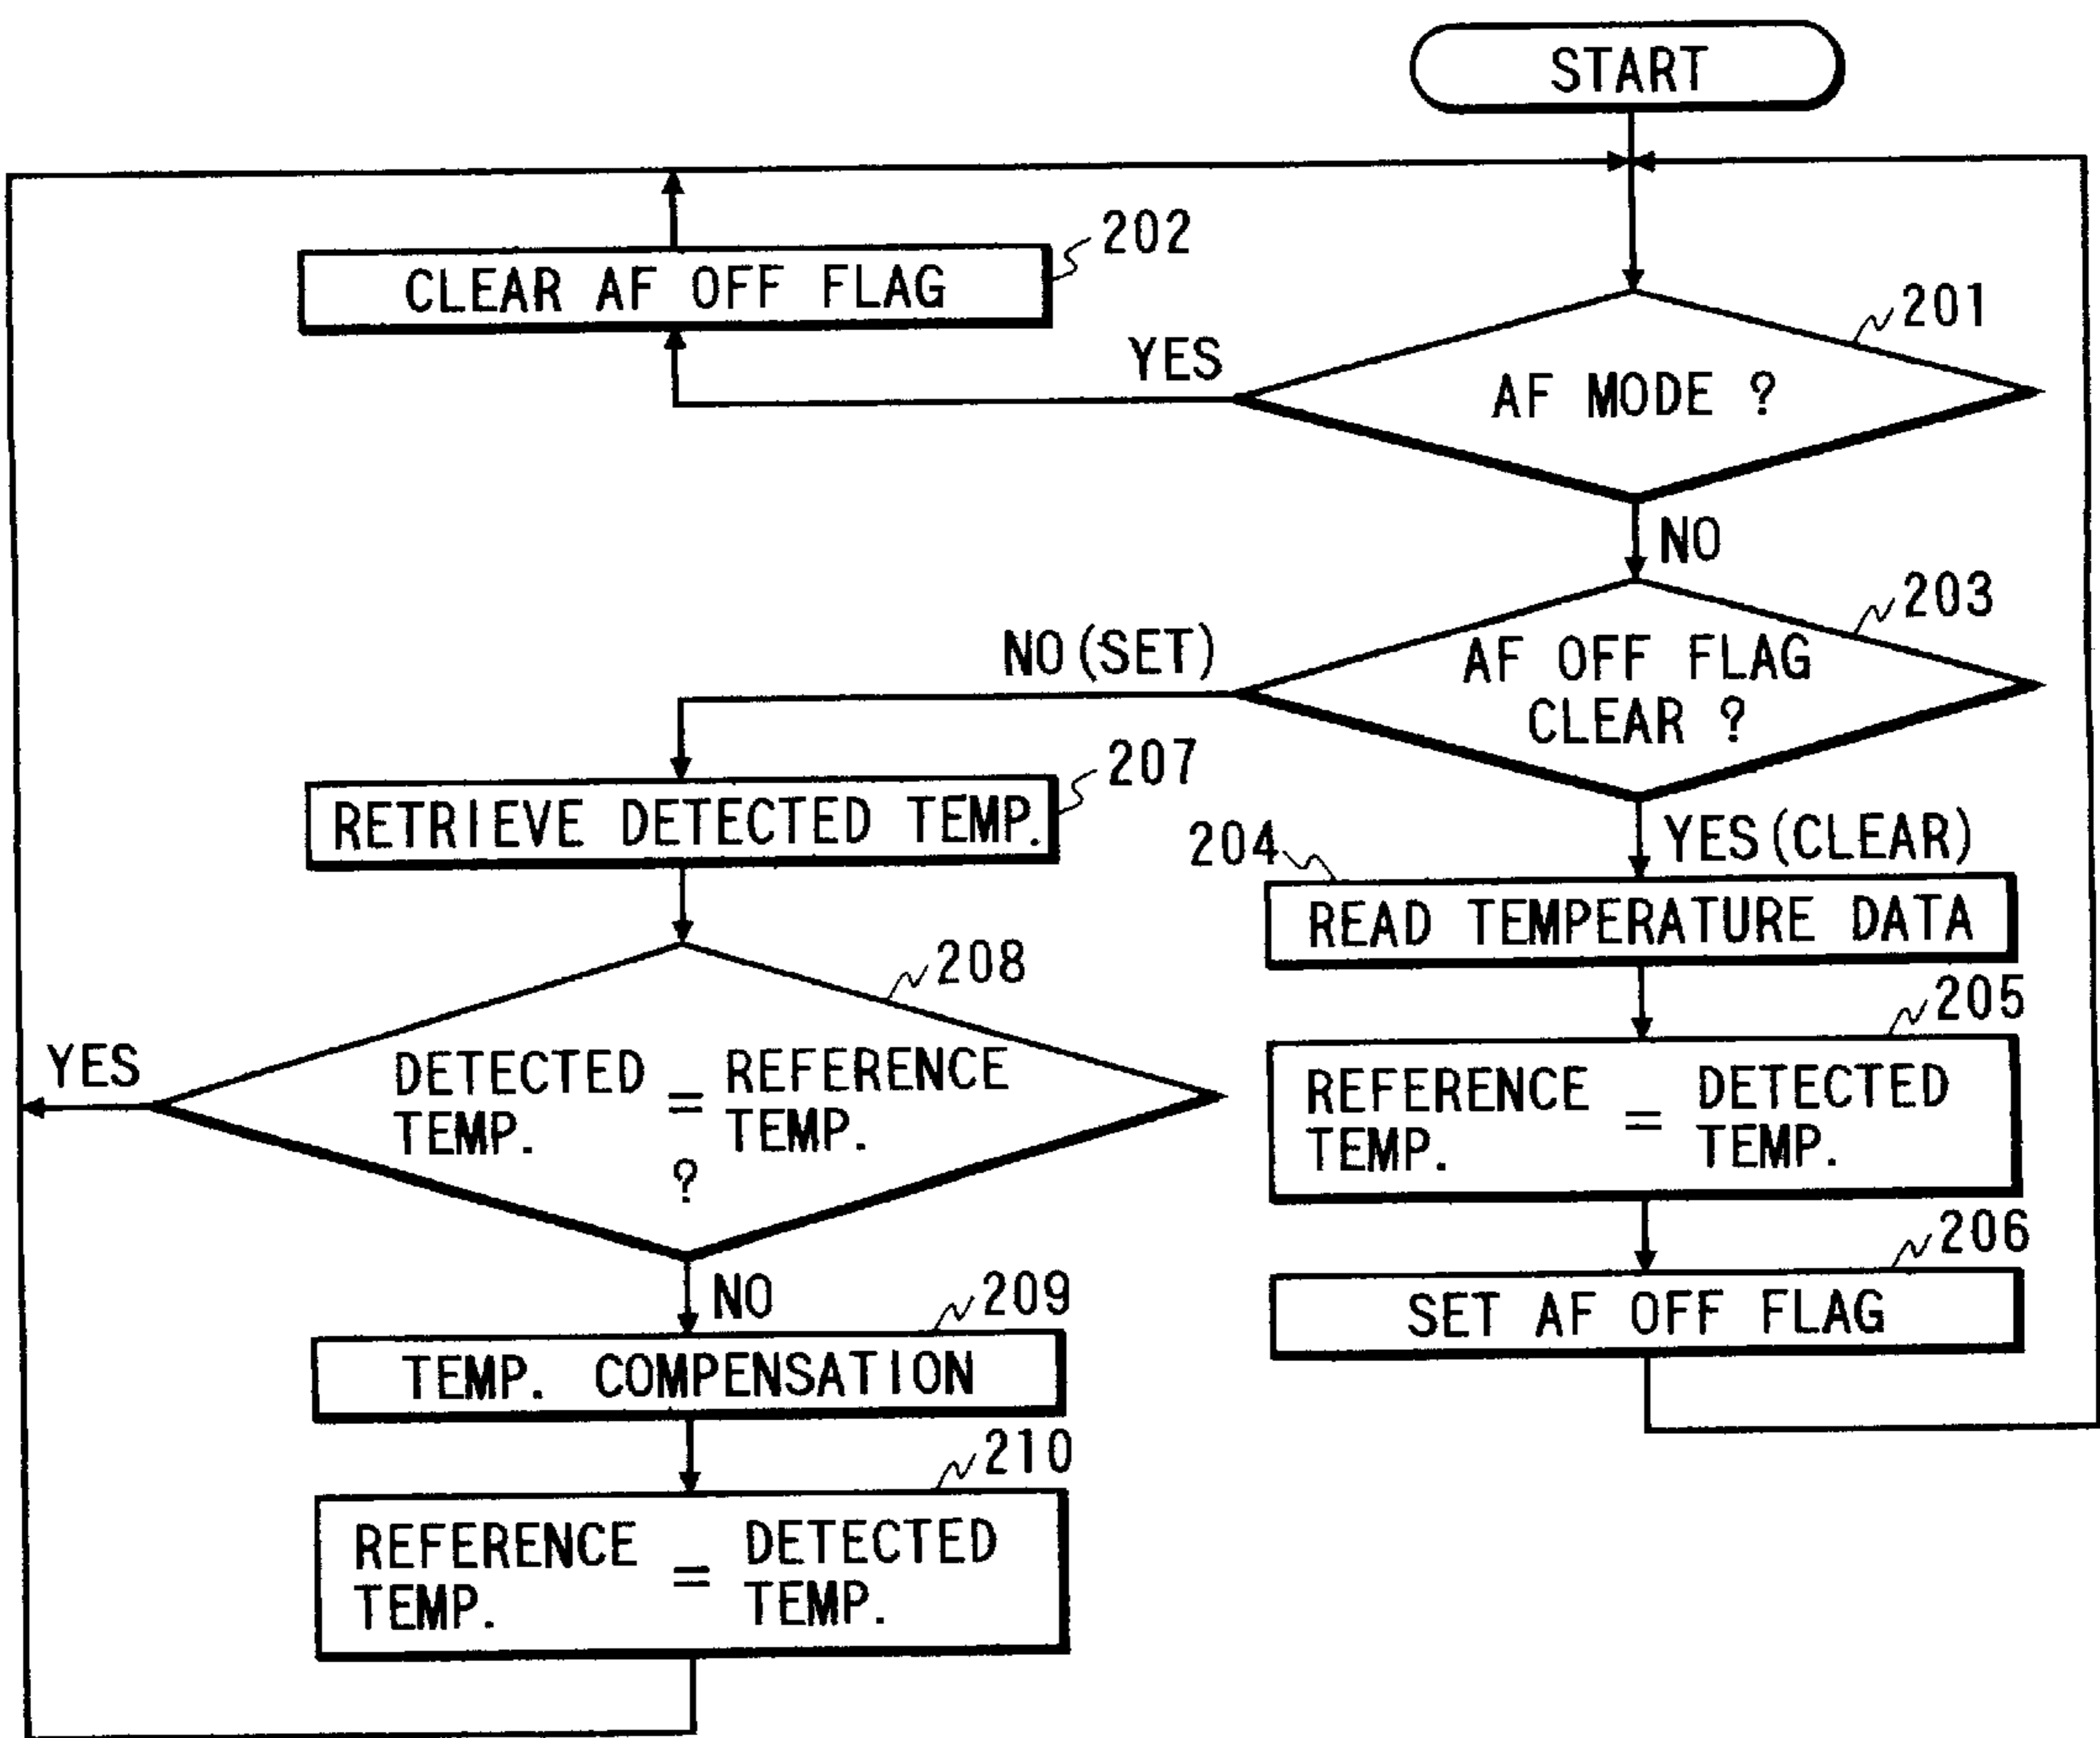 START
202
CLEAR AF OFF FLAG
201
YES
AF MODE ?
NO
203
NO(SET)
AF OFF FLAG
CLEAR ?
207
RETRIEVE DETECTED TEMP.
YES(CLEAR)
204
READ TEMPERATURE DATA
208
205
YES
DETECTED TEMP. = REFERENCE TEMP.
?
REFERENCE TEMP. = DETECTED TEMP.
206
SET AF OFF FLAG
NO
209
TEMP. COMPENSATION
210
REFERENCE TEMP. = DETECTED TEMP.